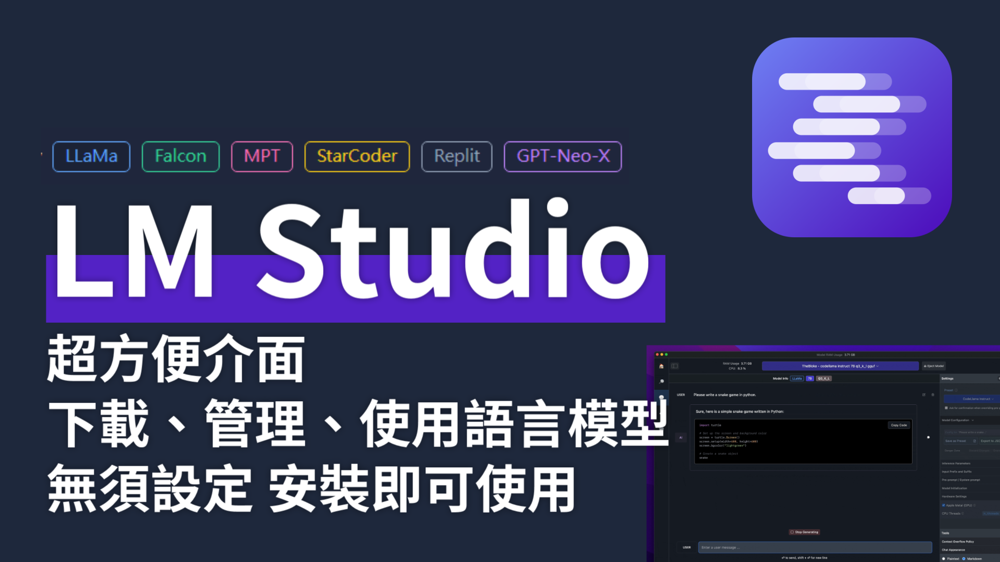 LLaMa Falcon MPT StarCoder Replit GPT-Neo-X
LM Studio
超方便介面
下載、管理、使用語言模型
無須設定 安裝即可使用
Model RAM Usage 3.71 GB
RAM Usage 3.71 GB
CPU: 8.3 %
TheBloke • codellama instruct 7B q3_k_l gguf
Eject Model
Model Info LLaMa 7B Q3_K_L
Settings
USER Please write a snake game in python.
Preset
CodeLlama Instruct
Sure, here is a simple snake game written in Python:
Model Configuration
AI
import turtle
Copy Code
# Set up the screen and background color
screen = turtle.Screen()
screen.setup(width=600, height=600)
screen.bgcolor("lightgreen")
# Create a snake object
snake
Save as Preset
Export to JSO
Inference Parameters
Input Prefix and Suffix
Pre-prompt / System prompt
Model Initialization
Hardware Settings
Apple Metal (GPU)
CPU Threads
Stop Generating
Tools
Context Overflow Policy
Chat Appearance
Plaintext Markdown
USER Enter a user message ...
⏎ to send, shift + ⏎ for new line